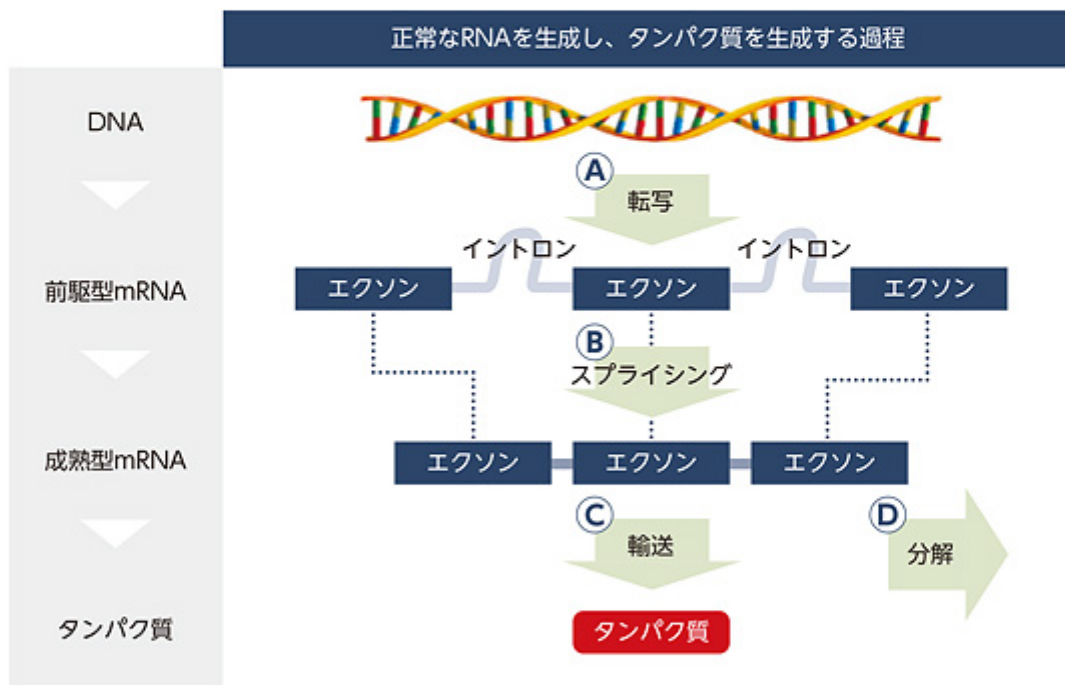 正常なRNAを生成し、タンパク質を生成する過程
DNA
A
転写
イントロン
イントロン
前駆型mRNA
エクソン
エクソン
エクソン
B
スプライシング
成熟型mRNA
エクソン
エクソン
エクソン
C
輸送
D
分解
タンパク質
タンパク質